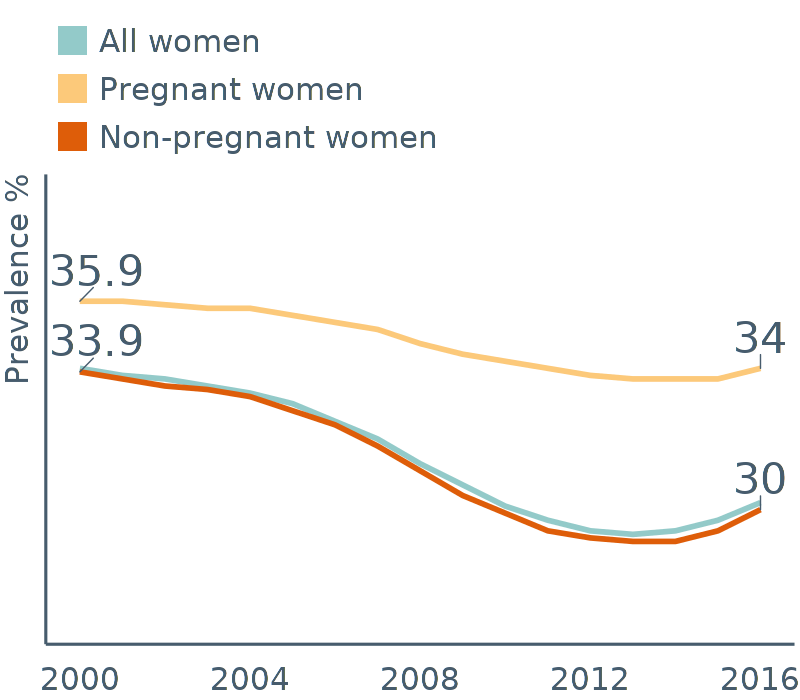 All women
Pregnant women
Non-pregnant women
Prevalence %
35.9
33.9
34
30
2000 2004 2008 2012 2016